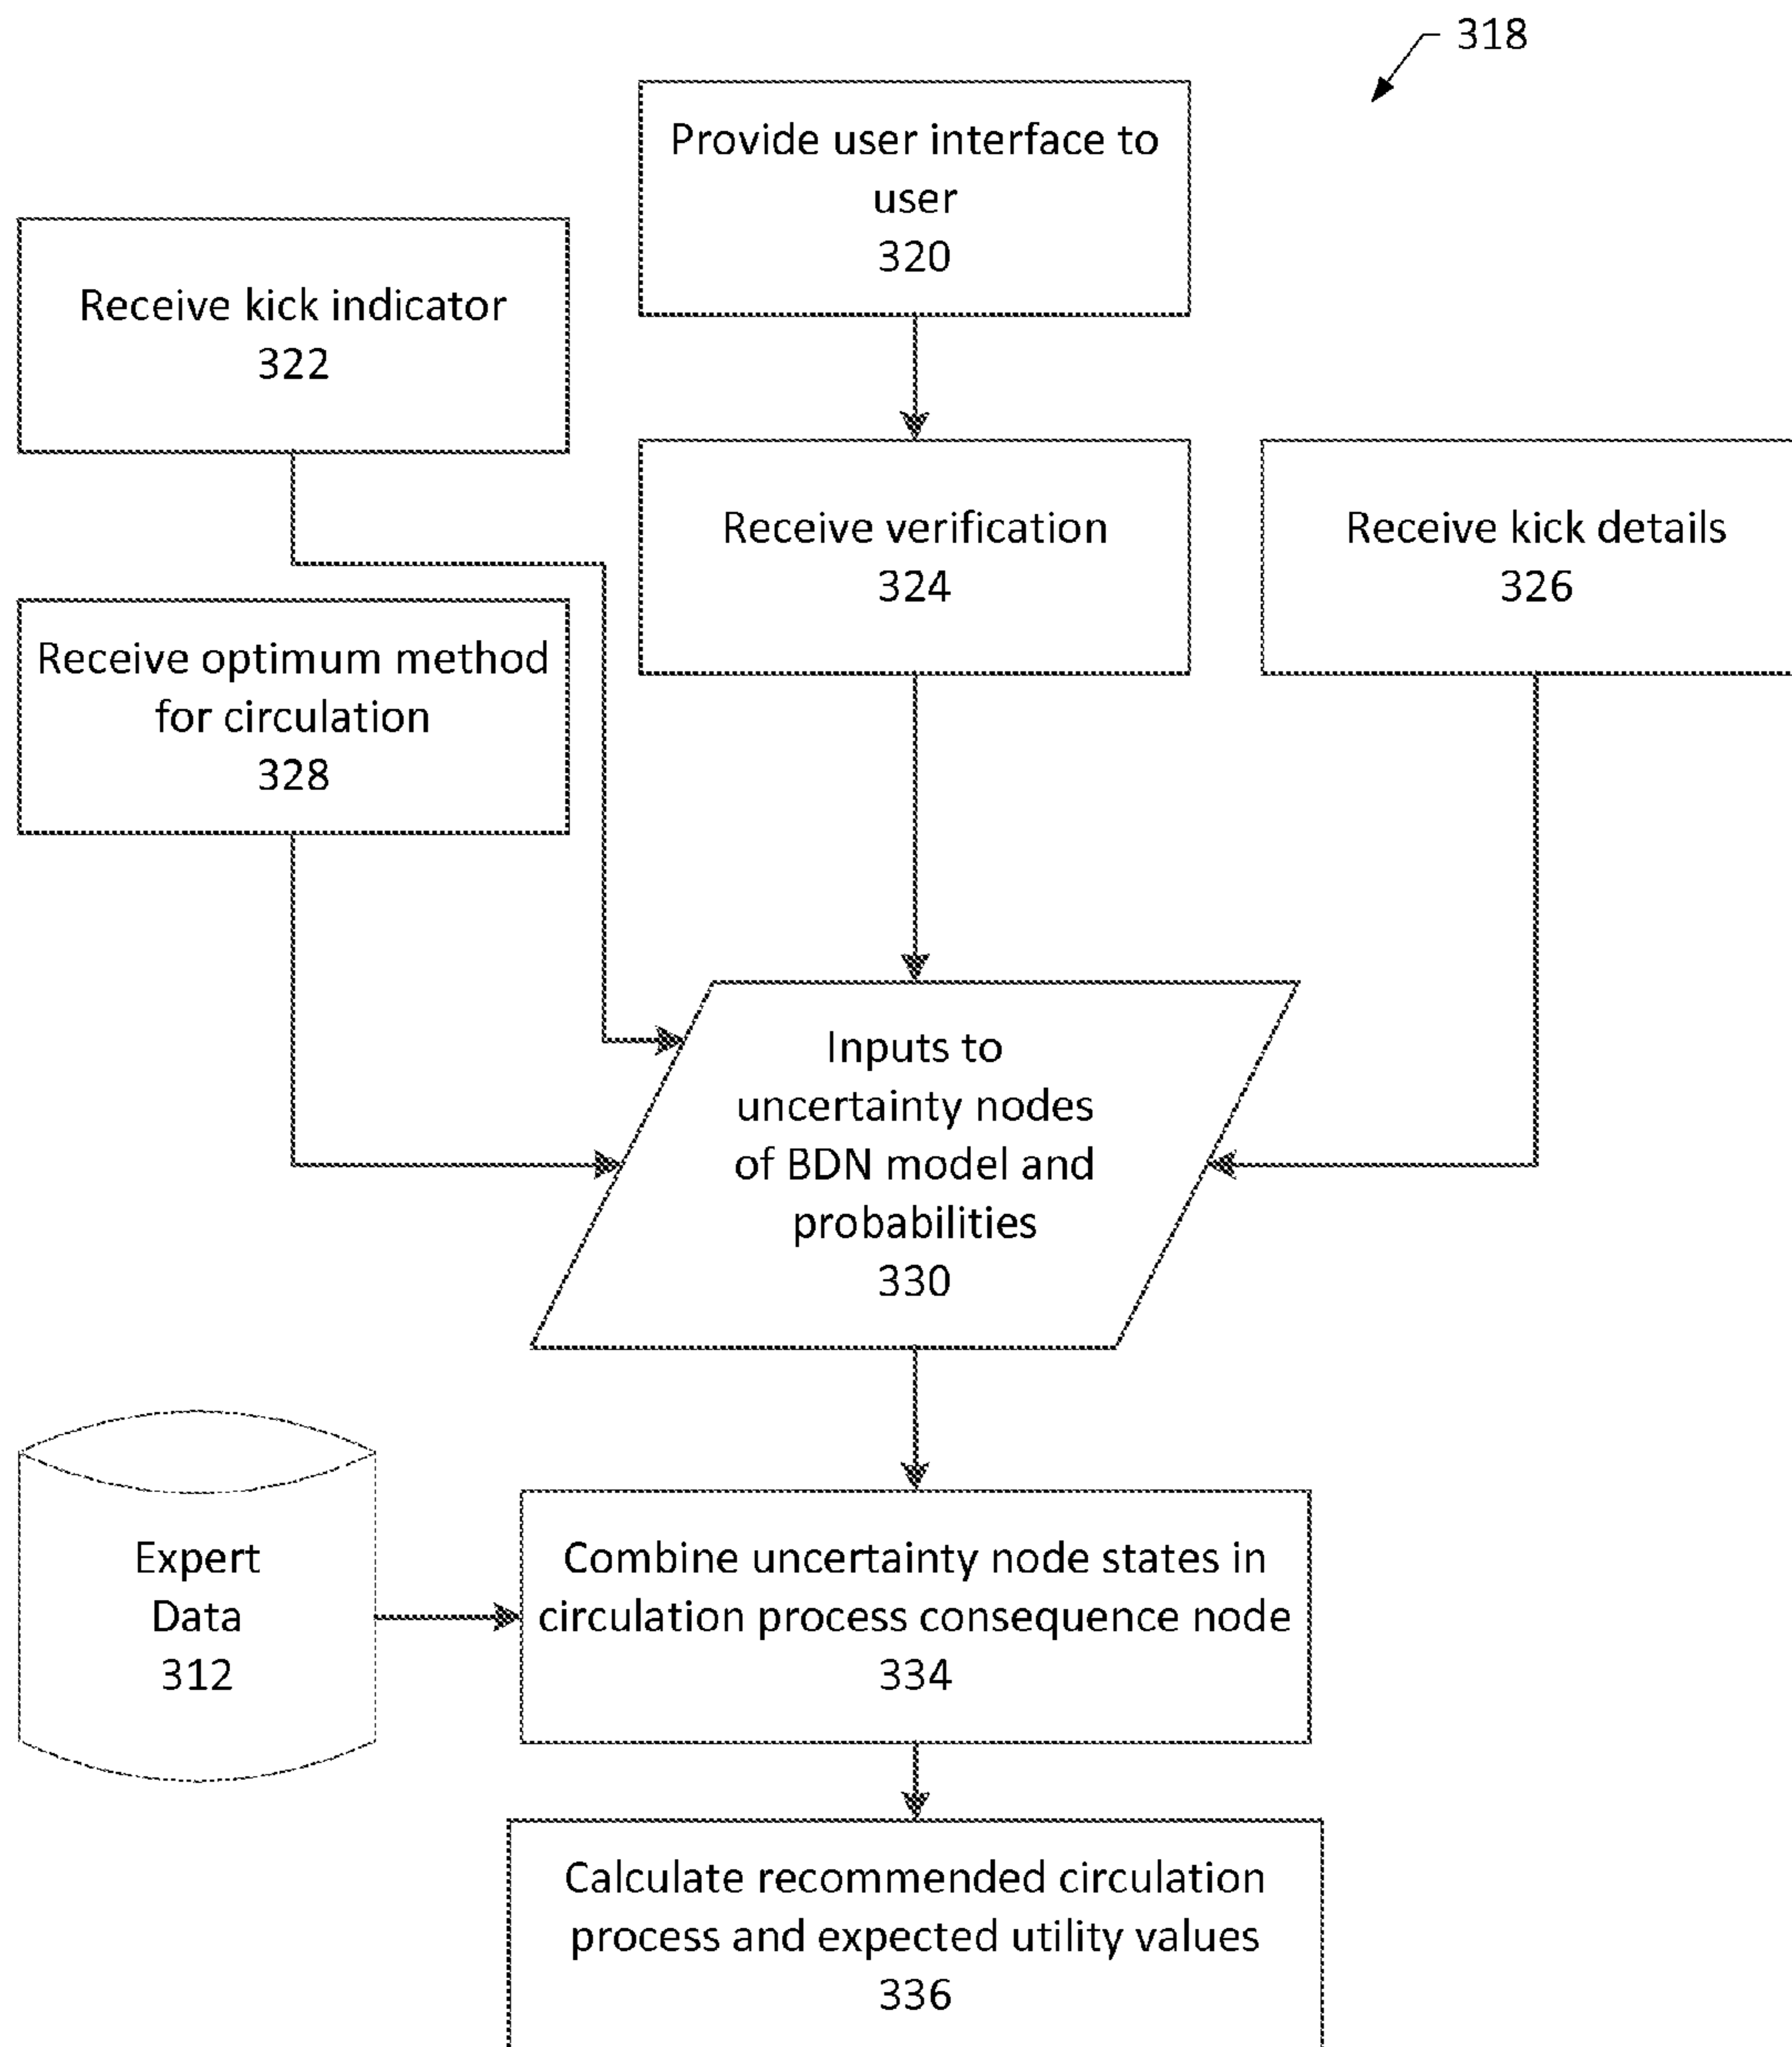 318
Provide user interface to
user
320
Receive kick indicator
322
Receive verification
324
Receive kick details
326
Receive optimum method
for circulation
328
Inputs to
uncertainty nodes
of BDN model and
probabilities
330
Expert
Data
312
Combine uncertainty node states in
circulation process consequence node
334
Calculate recommended circulation
process and expected utility values
336